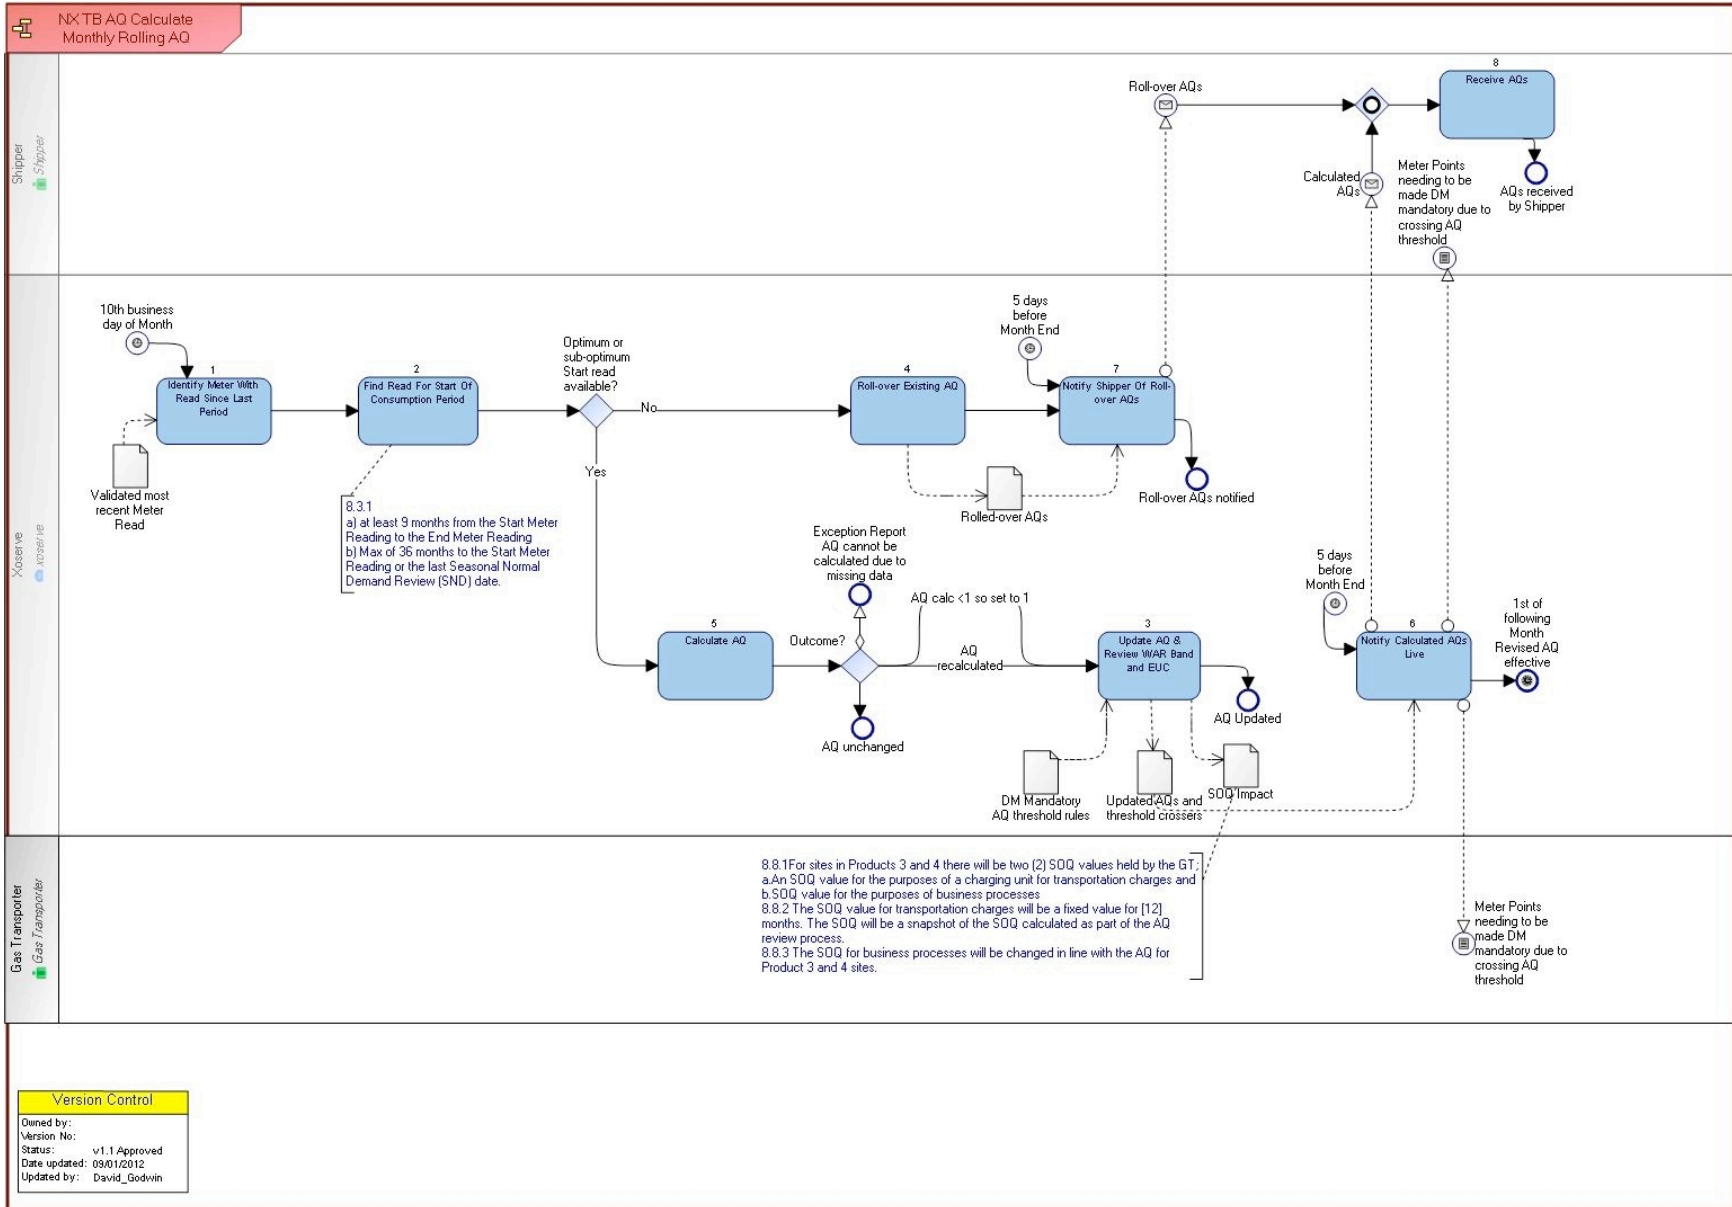 NX TB AQ Calculate
Monthly Rolling AQ
Shipper
Shipper
Roll-over AQs
8
Receive AQs
Calculated
AQs
Meter Points
needing to be
made DM
mandatory due to
crossing AQ
threshold
AQs received
by Shipper
Xoserve
xoserve
10th business
day of Month
1
Identify Meter With
Read Since Last
Period
Validated most
recent Meter
Read
2
Find Read For Start Of
Consumption Period
8.3.1
a) at least 9 months from the Start Meter
Reading to the End Meter Reading
b) Max of 36 months to the Start Meter
Reading or the last Seasonal Normal
Demand Review (SND) date.
Optimum or
sub-optimum
Start read
available?
No
Yes
4
Roll-over Existing AQ
Rolled-over AQs
5 days
before
Month End
7
Notify Shipper Of Roll-
over AQs
Roll-over AQs notified
5
Calculate AQ
Outcome?
Exception Report
AQ cannot be
calculated due to
missing data
AQ unchanged
AQ calc <1 so set to 1
AQ
recalculated
3
Update AQ &
Review WAR Band
and EUC
AQ Updated
DM Mandatory
AQ threshold rules
Updated AQs and
threshold crossers
SOQ Impact
5 days
before
Month End
6
Notify Calculated AQs
Live
1st of
following
Month
Revised AQ
effective
Gas Transporter
Gas Transporter
8.8.1For sites in Products 3 and 4 there will be two (2) SOQ values held by the GT;
a.An SOQ value for the purposes of a charging unit for transportation charges and
b.SOQ value for the purposes of business processes
8.8.2 The SOQ value for transportation charges will be a fixed value for [12]
months. The SOQ will be a snapshot of the SOQ calculated as part of the AQ
review process.
8.8.3 The SOQ for business processes will be changed in line with the AQ for
Product 3 and 4 sites.
Meter Points
needing to be
made DM
mandatory due to
crossing AQ
threshold
Version Control
Owned by:
Version No:
Status: v1.1 Approved
Date updated: 09/01/2012
Updated by: David_Godwin